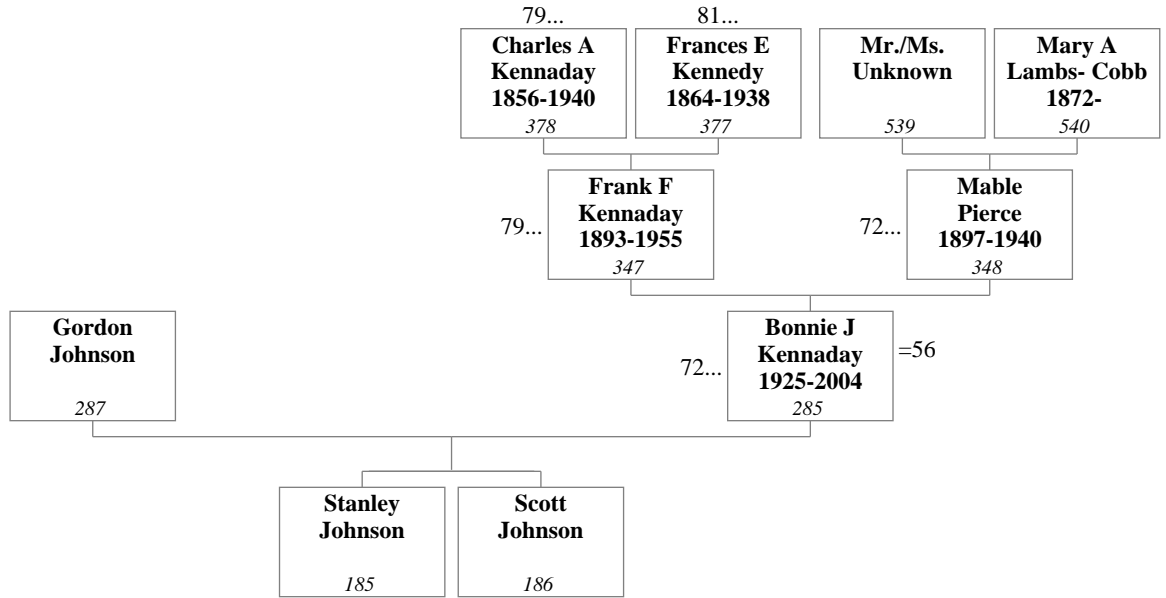 79...
81...
Charles A
Kennaday
1856-1940
378
Frances E
Kennedy
1864-1938
377
Mr./Ms.
Unknown
539
Mary A
Lambs- Cobb
1872-
540
79...
Frank F
Kennaday
1893-1955
347
72...
Mable
Pierce
1897-1940
348
Gordon
Johnson
287
72...
Bonnie J
Kennaday
1925-2004
285
=56
Stanley
Johnson
185
Scott
Johnson
186